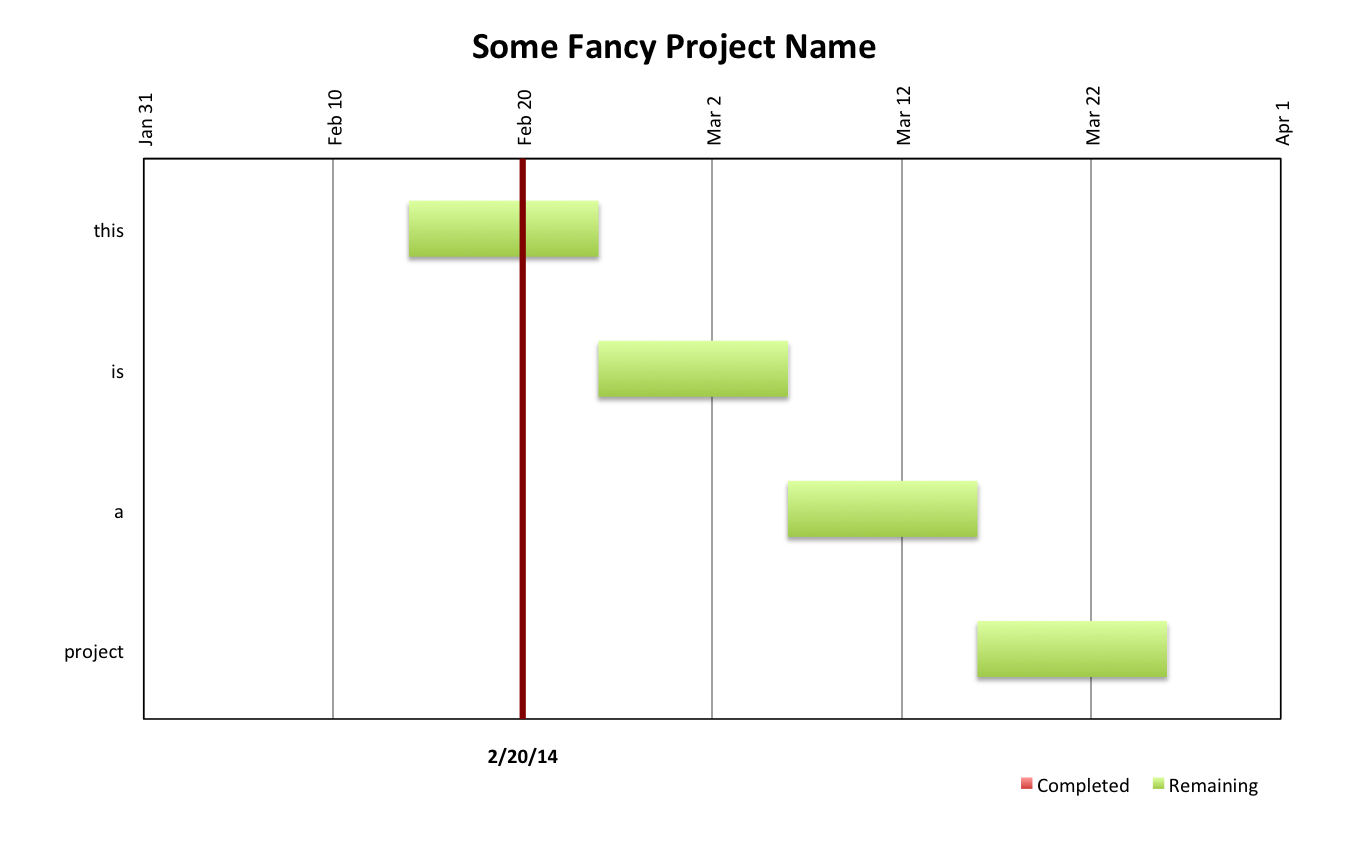 Some Fancy Project Name
Jan 31
Feb 10
Feb 20
Mar 2
Mar 12
Mar 22
Apr 1
this
is
a
project
2/20/14
Completed
Remaining